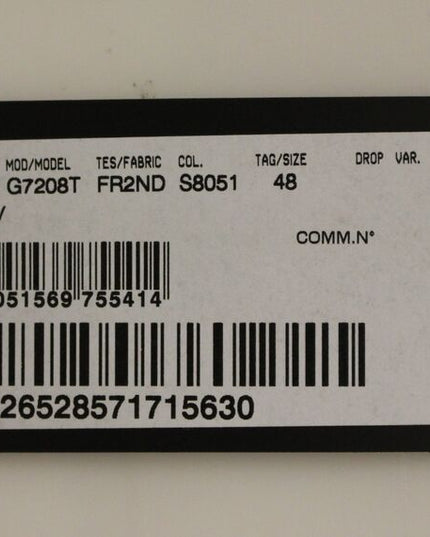 MOD/MODEL TES/FABRIC COL. TAG/SIZE DROP VAR.
G7208T FR2ND S8051 48
/
COMM.N°
051569 755414
26528571715630